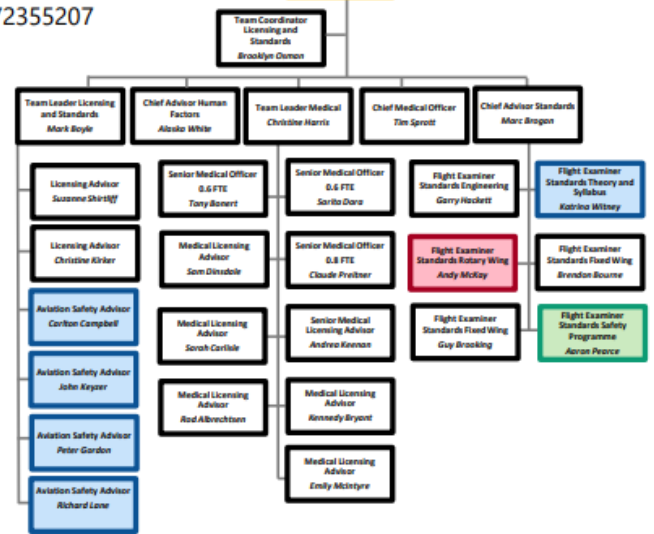 72355207
Team Coordinator
Licensing and
Standards
Brooklyn Osman
Team Leader Licensing
and Standards
Mark Boyle
Chief Advisor Human
Factors
Alaska White
Team Leader Medical
Christine Harris
Chief Medical Officer
Tim Sprott
Chief Advisor Standards
Marc Brogan
Licensing Advisor
Suzanne Shirtliff
Licensing Advisor
Christine Kirker
Aviation Safety Advisor
Carlton Campbell
Aviation Safety Advisor
John Keyzer
Aviation Safety Advisor
Peter Gordon
Aviation Safety Advisor
Richard Lane
Senior Medical Officer
0.6 FTE
Tony Bonert
Senior Medical Officer
0.6 FTE
Sarita Dara
Medical Licensing
Advisor
Sam Dinsdale
Senior Medical Officer
0.8 FTE
Claude Preitner
Medical Licensing
Advisor
Sarah Carlisle
Senior Medical
Licensing Advisor
Andrea Keenan
Medical Licensing
Advisor
Rod Albrechtsen
Medical Licensing
Advisor
Kennedy Bryant
Medical Licensing
Advisor
Emily McIntyre
Flight Examiner
Standards Engineering
Garry Hackett
Flight Examiner
Standards Theory and
Syllabus
Katrina Witney
Flight Examiner
Standards Rotary Wing
Andy McKay
Flight Examiner
Standards Fixed Wing
Brendon Bourne
Flight Examiner
Standards Fixed Wing
Guy Brooking
Flight Examiner
Standards Safety
Programme
Aaron Pearce